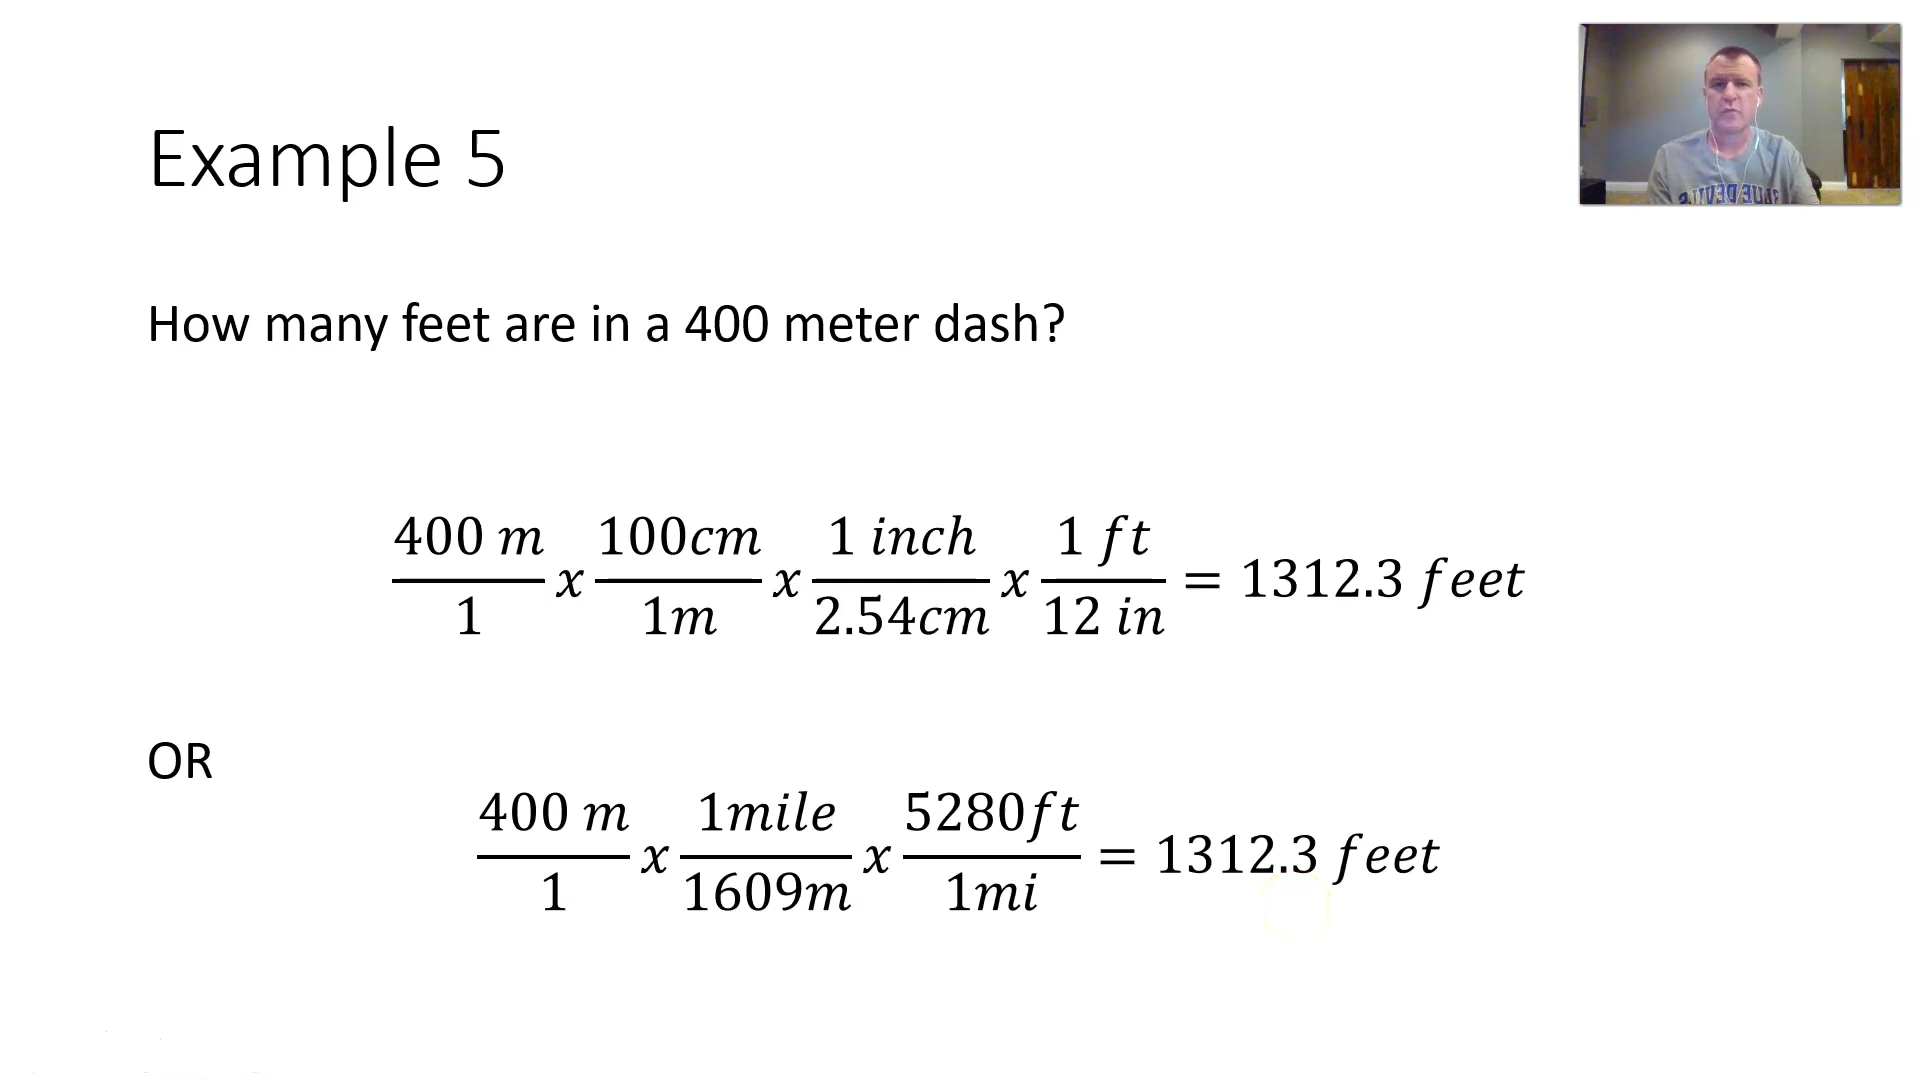 Example 5
How many feet are in a 400 meter dash?
400 m / 1 x 100cm / 1m x 1 inch / 2.54cm x 1 ft / 12 in = 1312.3 feet
OR
400 m / 1 x 1mile / 1609m x 5280ft / 1mi = 1312.3 feet